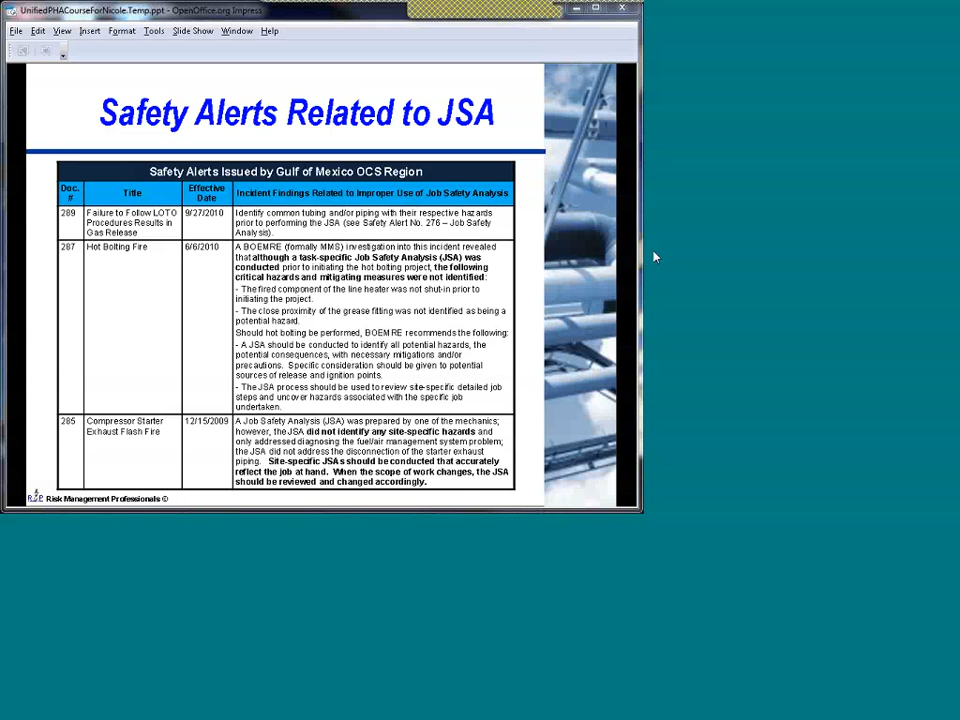 UnifiedPHACourseForNicole.Temp.ppt - OpenOffice.org Impress
File Edit View Insert Format Tools Slide Show Window Help
Safety Alerts Related to JSA
Safety Alerts Issued by Gulf of Mexico OCS Region
Doc. # Title Effective Date Incident Findings Related to Improper Use of Job Safety Analysis
289 Failure to Follow LOTO Procedures Results in Gas Release 9/27/2010 Identify common tubing and/or piping with their respective hazards
prior to performing the JSA (see Safety Alert No. 276 – Job Safety
Analysis).
287 Hot Bolting Fire 6/6/2010 A BOEMRE (formally MMS) investigation into this incident revealed
that although a task-specific Job Safety Analysis (JSA) was
conducted prior to initiating the hot bolting project, the following
critical hazards and mitigating measures were not identified:
- The fired component of the line heater was not shut-in prior to
initiating the project.
- The close proximity of the grease fitting was not identified as being a
potential hazard.
Should hot bolting be performed, BOEMRE recommends the following:
- A JSA should be conducted to identify all potential hazards, the
potential consequences, with necessary mitigations and/or
precautions. Specific consideration should be given to potential
sources of release and ignition points.
- The JSA process should be used to review site-specific detailed job
steps and uncover hazards associated with the specific job
undertaken.
285 Compressor Starter Exhaust Flash Fire 12/15/2009 A Job Safety Analysis (JSA) was prepared by one of the mechanics;
however, the JSA did not identify any site-specific hazards and
only addressed diagnosing the fuel/air management system problem;
the JSA did not address the disconnection of the starter exhaust
piping. Site-specific JSAs should be conducted that accurately
reflect the job at hand. When the scope of work changes, the JSA
should be reviewed and changed accordingly.
Risk Management Professionals ©